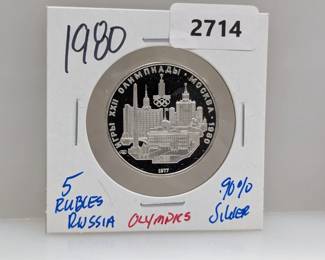 1980
2714
ИГРЫ XXII ОЛИМПИАДЫ · МОСКВА · 1980
1977
5 RUBLES RUSSIA
OLYMPICS
.90% SILVER